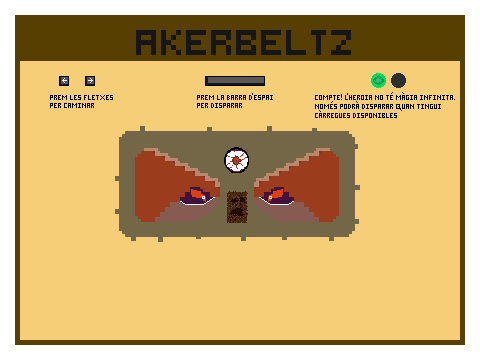 AKERBELTZ
PREM LES FLETXES
PER CAMINAR
PREM LA BARRA D'ESPAI
PER DISPARAR
COMPTE! L'HEROIA NO TÉ MÀGIA INFINITA.
NOMÉS PODRÀ DISPARAR QUAN TINGUI
CÀRREGUES DISPONIBLES